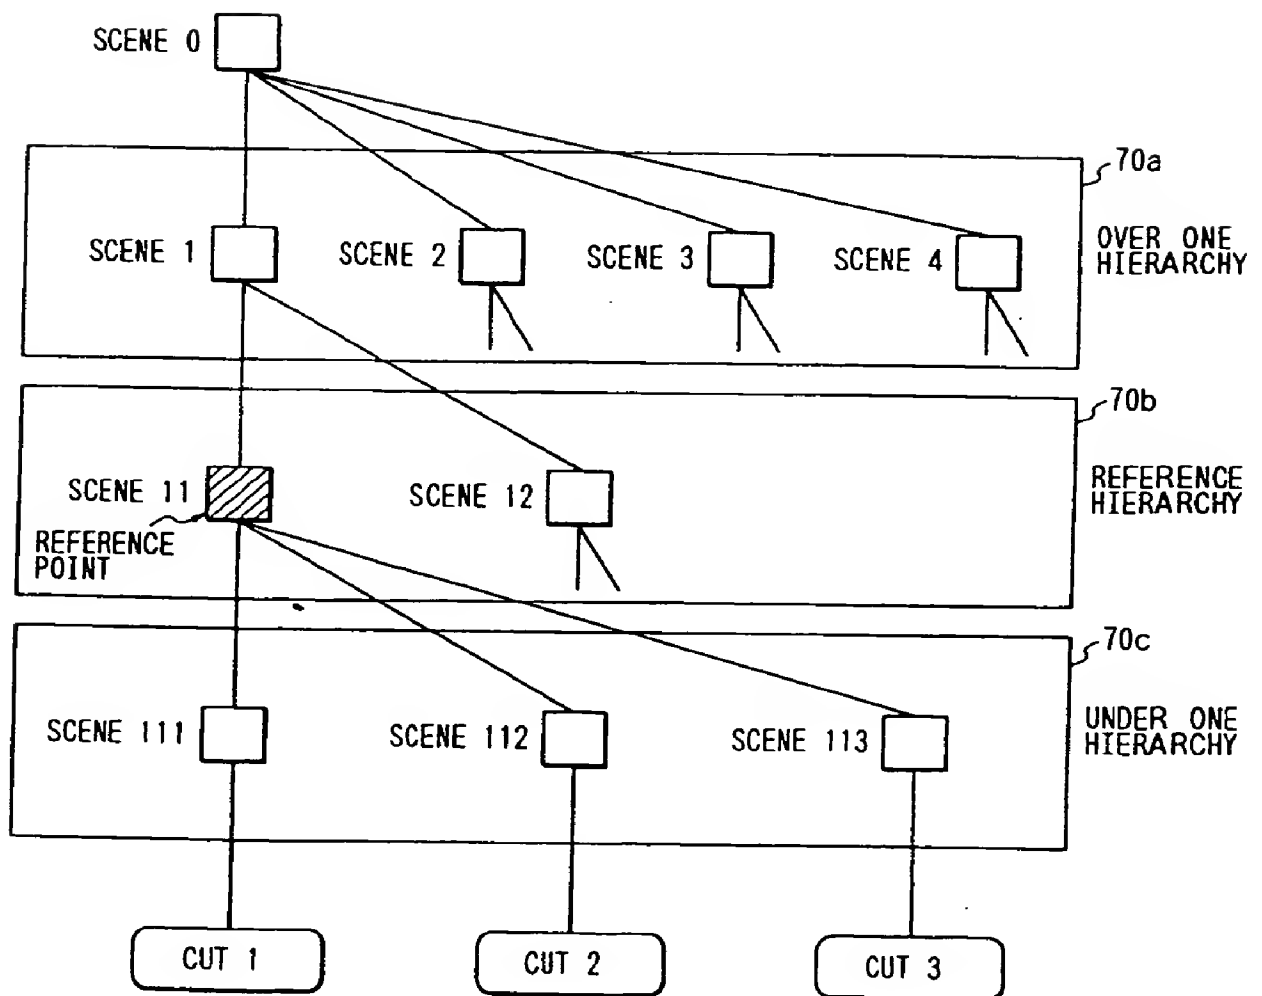 SCENE 0
70a
SCENE 1
SCENE 2
SCENE 3
SCENE 4
OVER ONE
HIERARCHY
70b
SCENE 11
SCENE 12
REFERENCE
HIERARCHY
REFERENCE
POINT
70c
SCENE 111
SCENE 112
SCENE 113
UNDER ONE
HIERARCHY
CUT 1
CUT 2
CUT 3